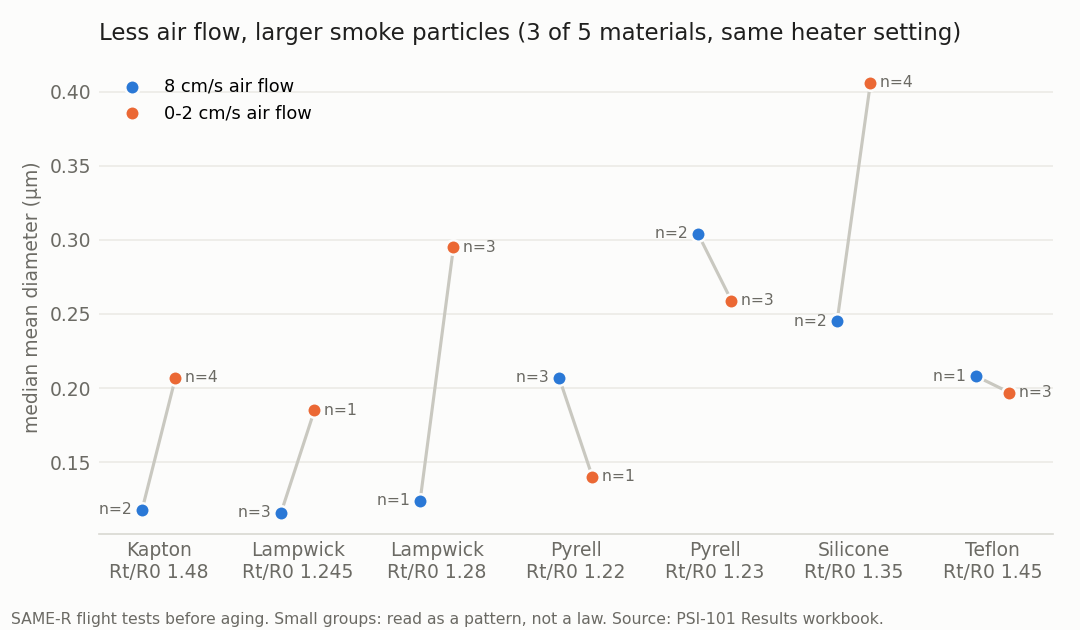 Less air flow, larger smoke particles (3 of 5 materials, same heater setting)
8 cm/s air flow
0-2 cm/s air flow
median mean diameter (µm)
0.40
0.35
0.30
0.25
0.20
0.15
n=2
n=4
n=3
n=1
n=1
n=3
n=3
n=1
n=2
n=3
n=2
n=4
n=1
n=3
Kapton
Rt/R0 1.48
Lampwick
Rt/R0 1.245
Lampwick
Rt/R0 1.28
Pyrell
Rt/R0 1.22
Pyrell
Rt/R0 1.23
Silicone
Rt/R0 1.35
Teflon
Rt/R0 1.45
SAME-R flight tests before aging. Small groups: read as a pattern, not a law. Source: PSI-101 Results workbook.